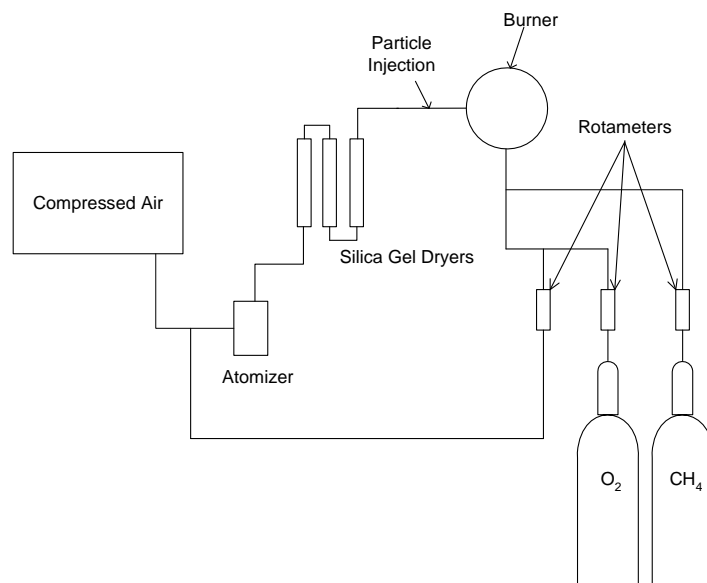 Burner
Particle
Injection
Rotameters
Compressed Air
Silica Gel Dryers
Atomizer
O₂
CH₄